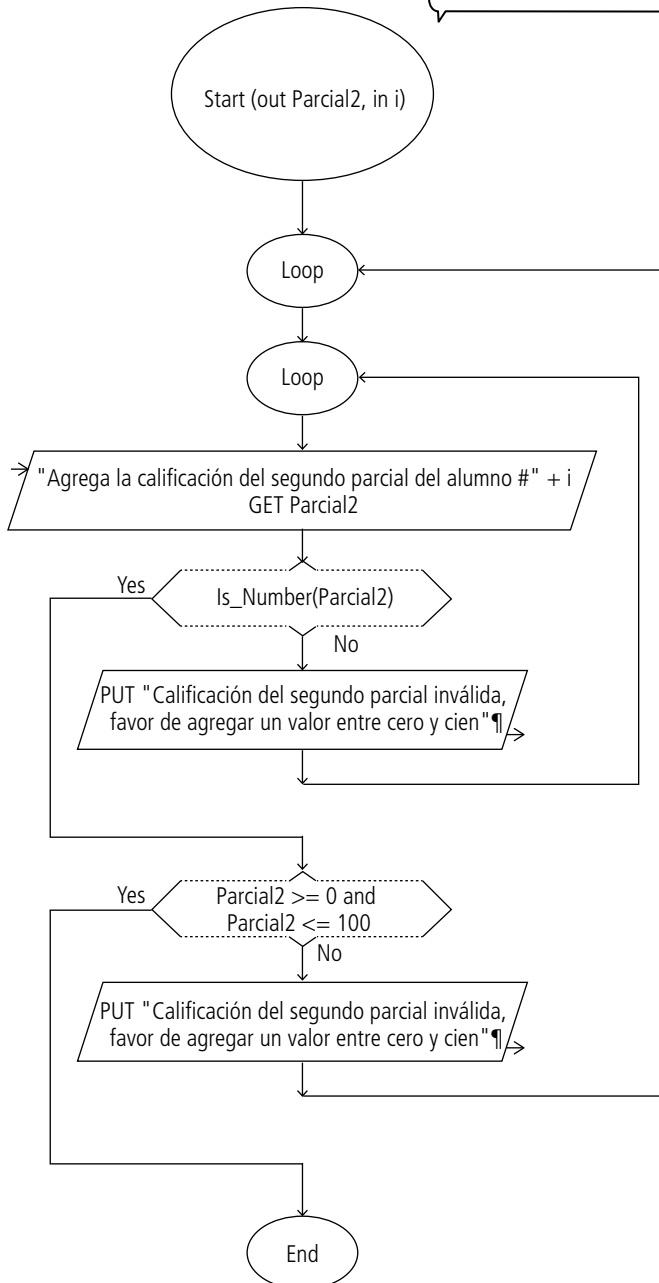 Start (out Parcial2, in i)
Loop
Loop
"Agrega la calificación del segundo parcial del alumno #" + i
GET Parcial2
Yes
Is_Number(Parcial2)
No
PUT "Calificación del segundo parcial inválida,
favor de agregar un valor entre cero y cien"¶
Yes
Parcial2 >= 0 and
Parcial2 <= 100
No
PUT "Calificación del segundo parcial inválida,
favor de agregar un valor entre cero y cien"¶
End